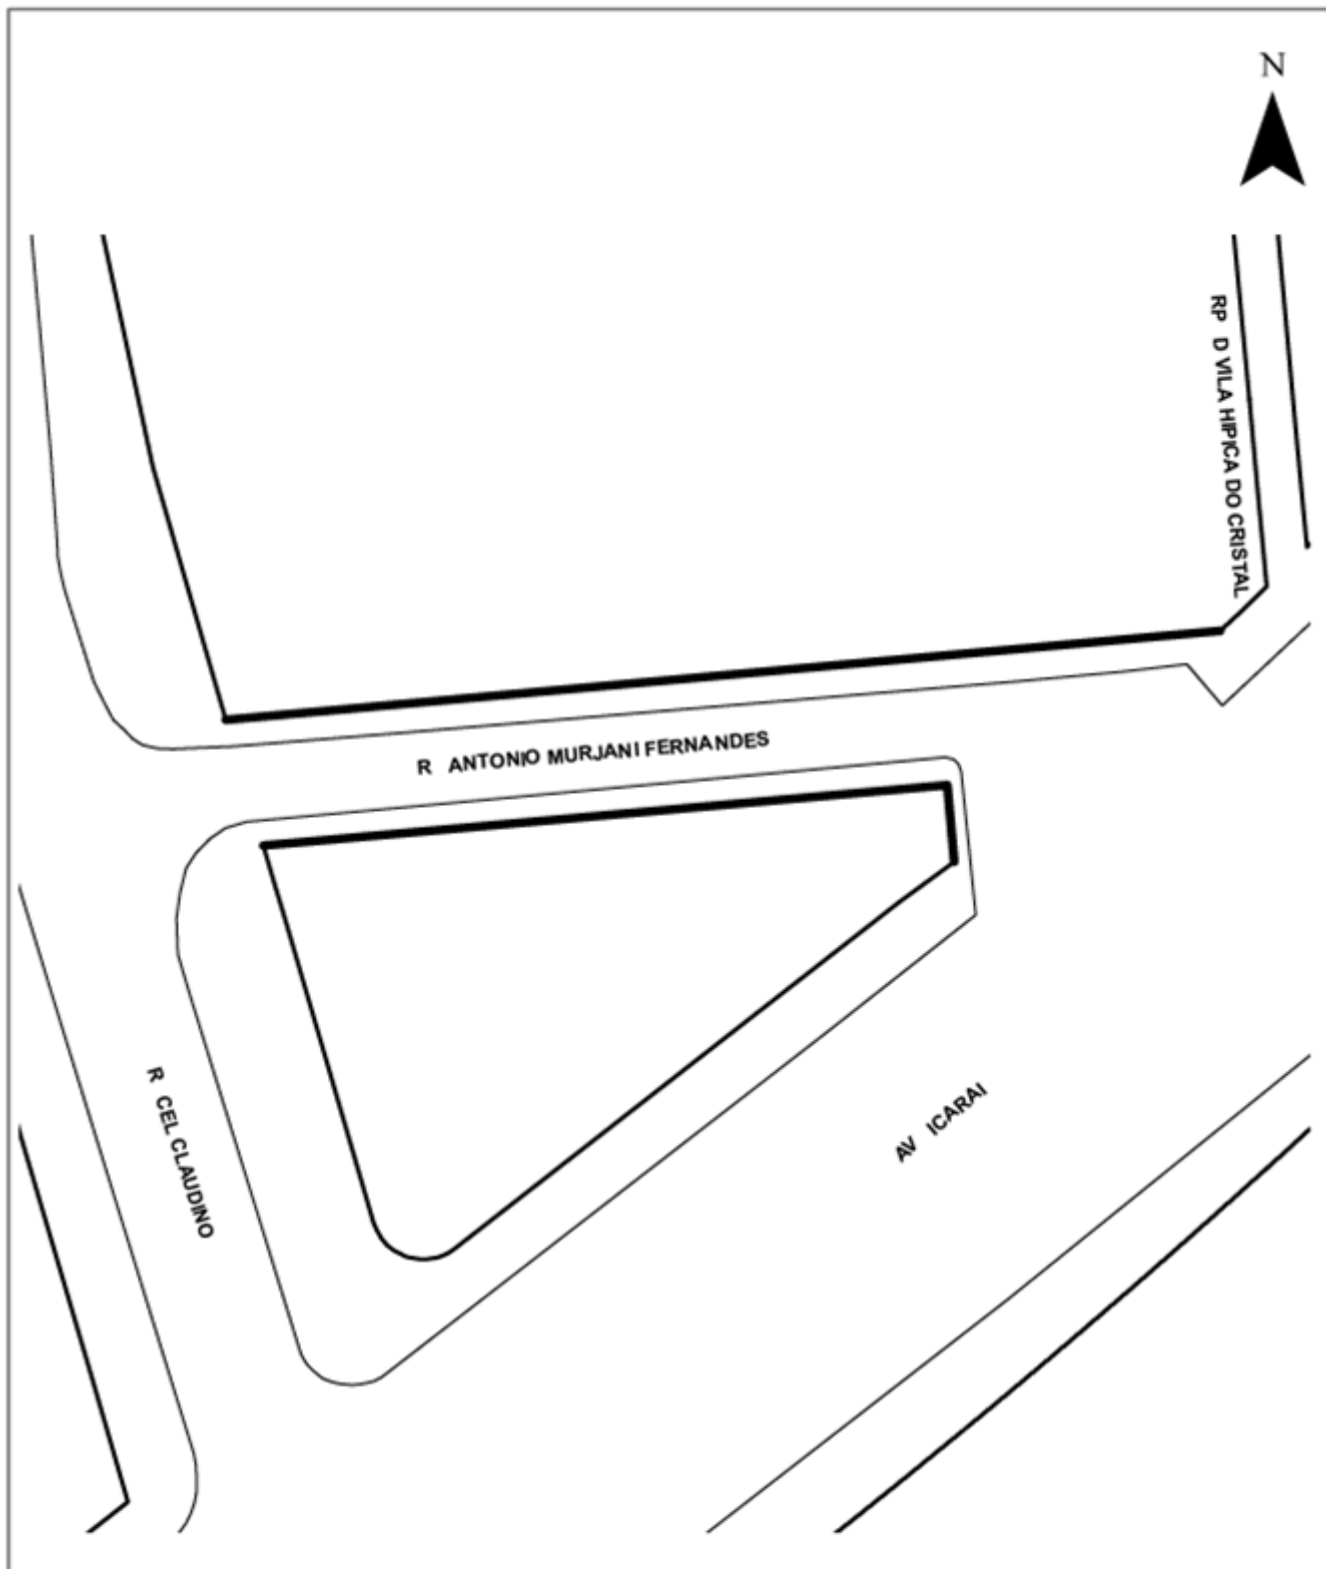 N
RP D VILA HIPICA DO CRISTAL
R ANTONIO MURJANI FERNANDES
R CEL CLAUDINO
AV ICARAI